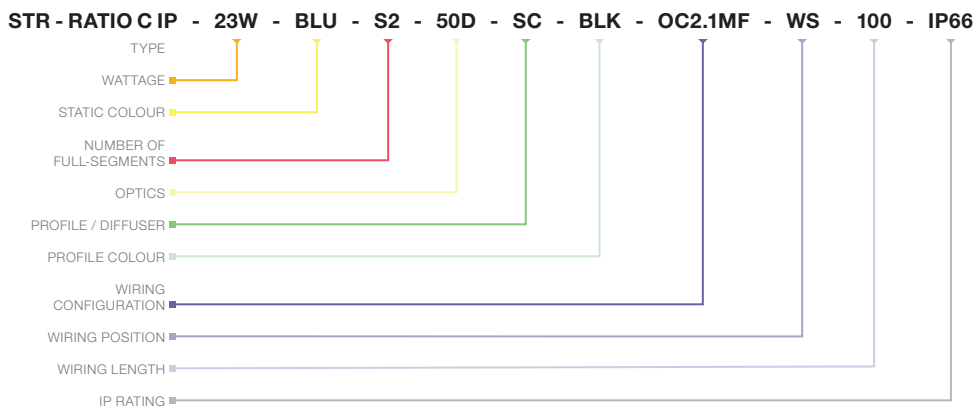 STR - RATIO C IP - 23W - BLU - S2 - 50D - SC - BLK - OC2.1MF - WS - 100 - IP66
TYPE
WATTAGE
STATIC COLOUR
NUMBER OF
FULL-SEGMENTS
OPTICS
PROFILE / DIFFUSER
PROFILE COLOUR
WIRING
CONFIGURATION
WIRING POSITION
WIRING LENGTH
IP RATING